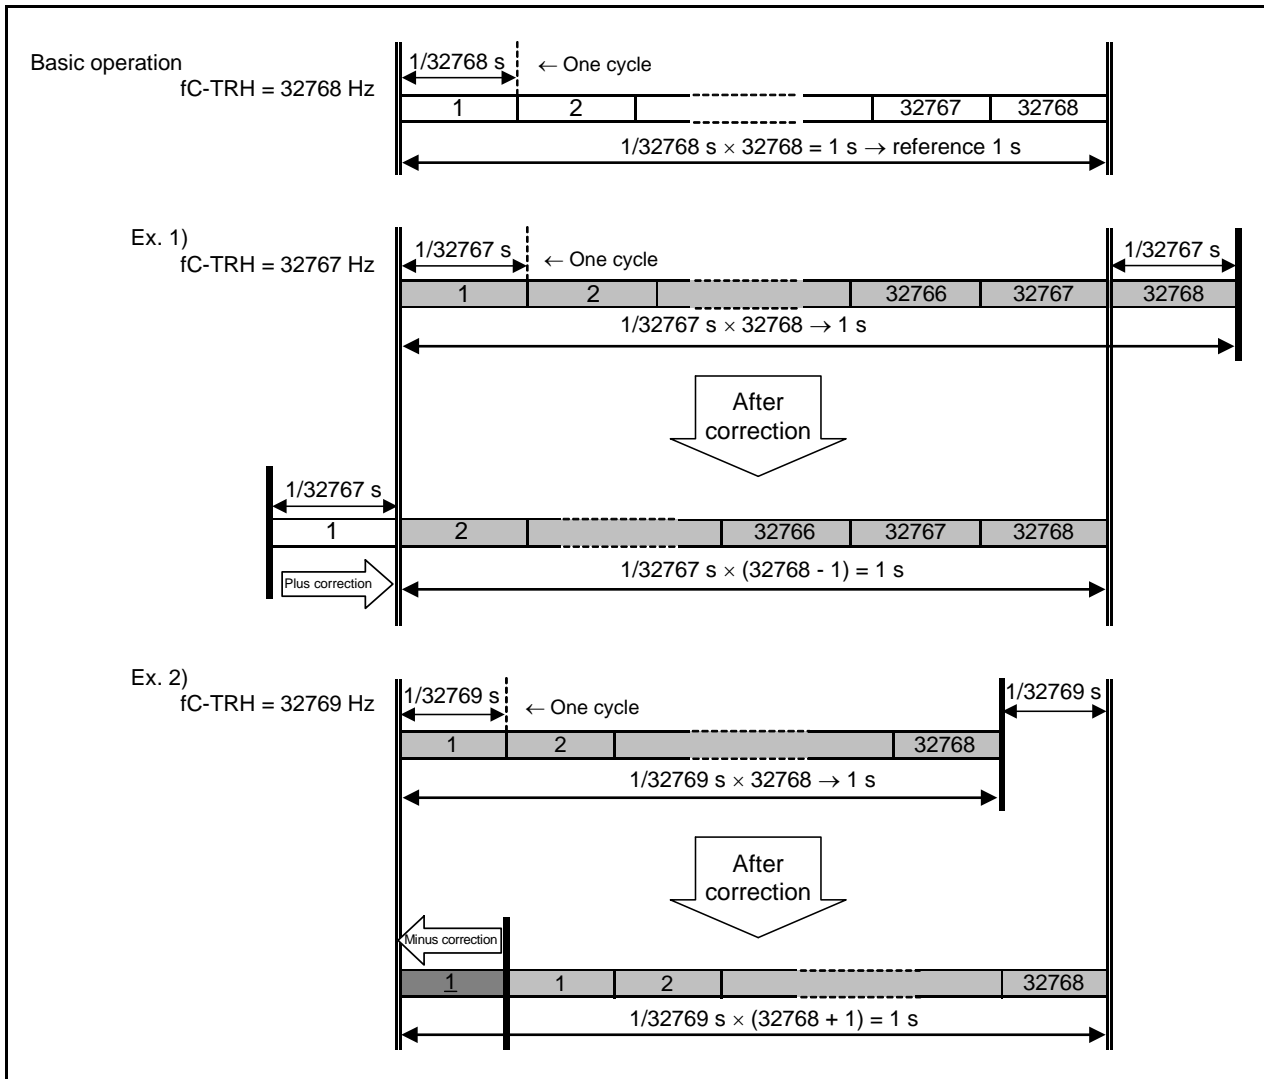 Basic operation
fC-TRH = 32768 Hz
1/32768 s
← One cycle
1 2 32767 32768
1/32768 s × 32768 = 1 s → reference 1 s
Ex. 1)
fC-TRH = 32767 Hz
1/32767 s
← One cycle
1/32767 s
1 2 32766 32767 32768
1/32767 s × 32768 → 1 s
After
correction
1/32767 s
1 2 32766 32767 32768
Plus correction
1/32767 s × (32768 - 1) = 1 s
Ex. 2)
fC-TRH = 32769 Hz
1/32769 s
← One cycle
1/32769 s
1 2 32768
1/32769 s × 32768 → 1 s
After
correction
Minus correction
1 1 2 32768
1/32769 s × (32768 + 1) = 1 s